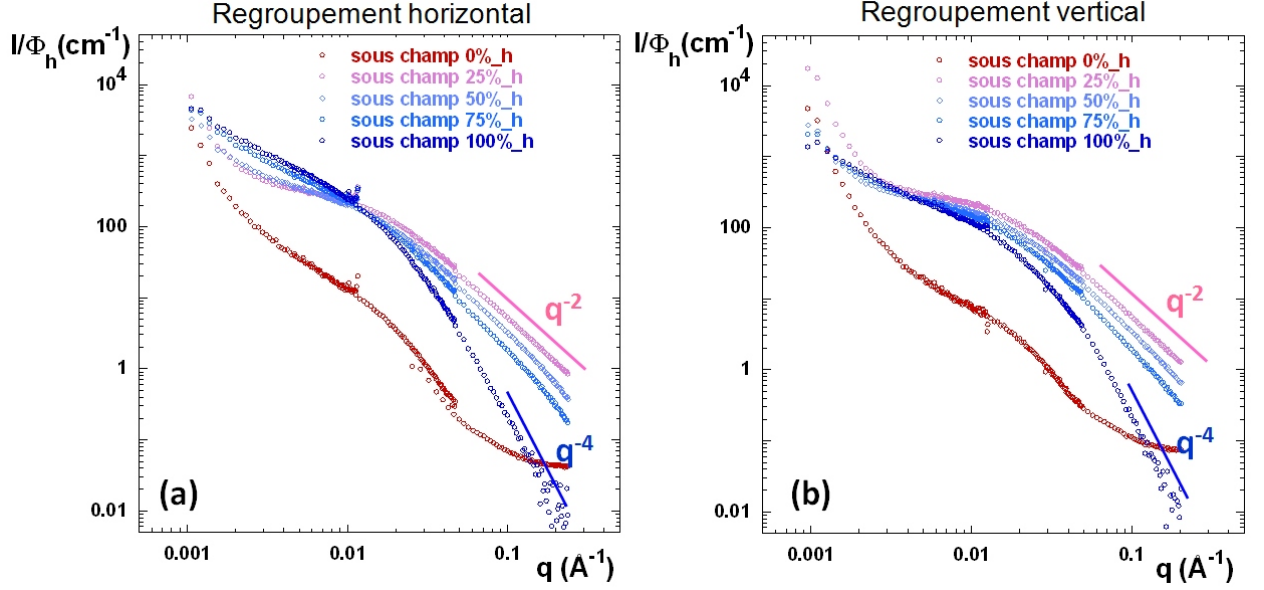 Regroupement horizontal
I/Φh(cm-1)
sous champ 0%_h
sous champ 25%_h
sous champ 50%_h
sous champ 75%_h
sous champ 100%_h
10^4
100
1
0.01
q-2
q-4
(a)
0.001 0.01 0.1
q (Å-1)
Regroupement vertical
I/Φh(cm-1)
sous champ 0%_h
sous champ 25%_h
sous champ 50%_h
sous champ 75%_h
sous champ 100%_h
10^4
100
1
0.01
q-2
q-4
(b)
0.001 0.01 0.1
q (Å-1)